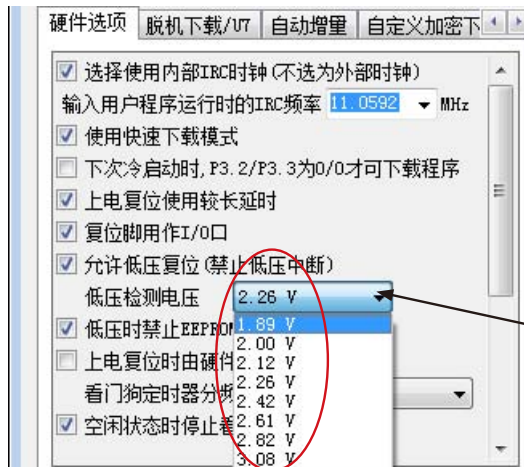 硬件选项 脱机下载/U7 自动增量 自定义加密下
选择使用内部IRC时钟(不选为外部时钟)
输入用户程序运行时的IRC频率 11.0592 MHz
使用快速下载模式
下次冷启动时,P3.2/P3.3为0/0才可下载程序
上电复位使用较长延时
复位脚用作I/O口
允许低压复位(禁止低压中断)
低压检测电压 2.26 V
低压时禁止EEPROM
1.89 V
2.00 V
上电复位时由硬件
2.12 V
2.26 V
看门狗定时器分频
2.42 V
空闲状态时停止看
2.61 V
2.82 V
3.08 V